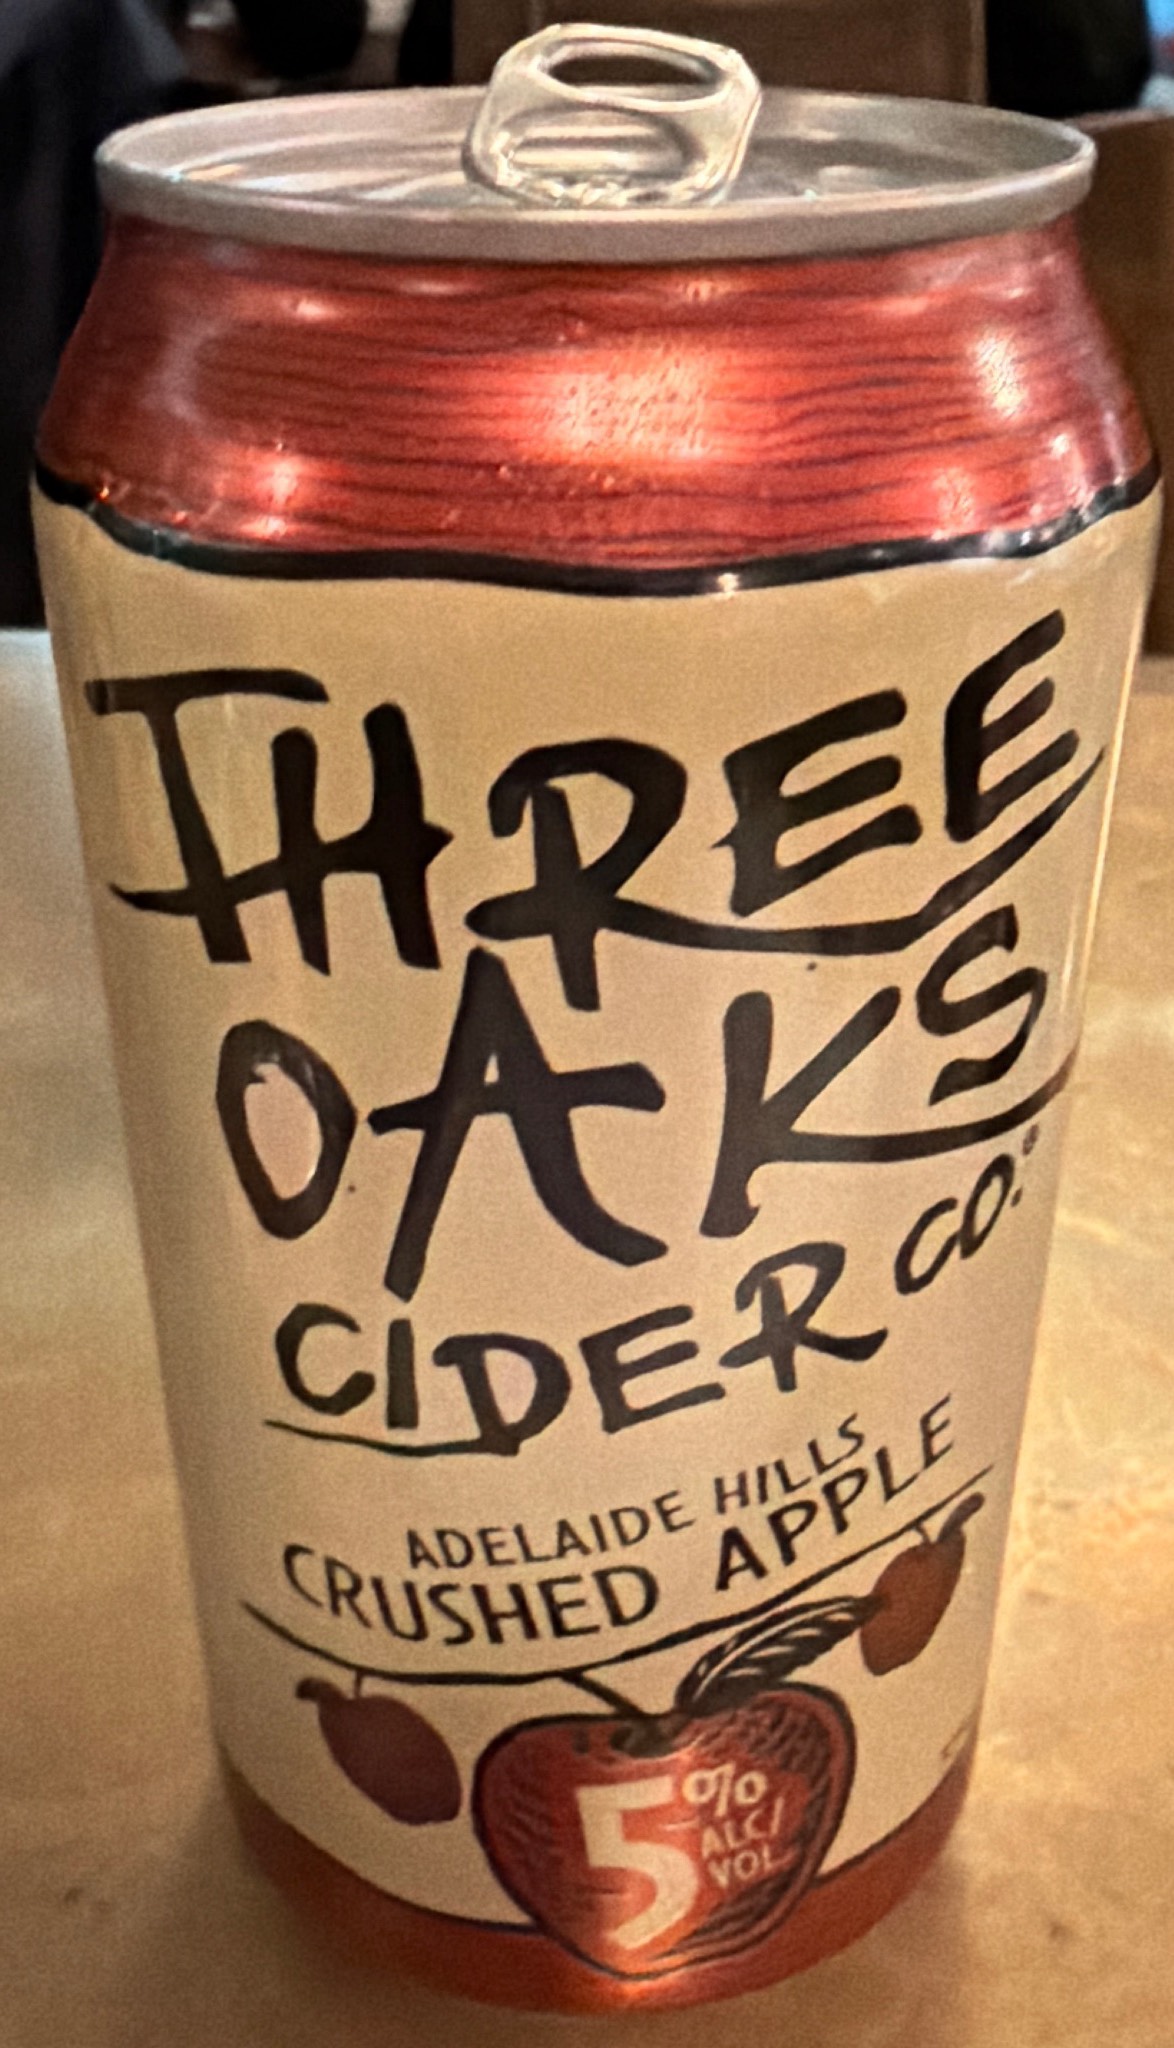 THREE
OAKS
CIDER CO.®
ADELAIDE HILLS
CRUSHED APPLE
5% ALC/
VOL